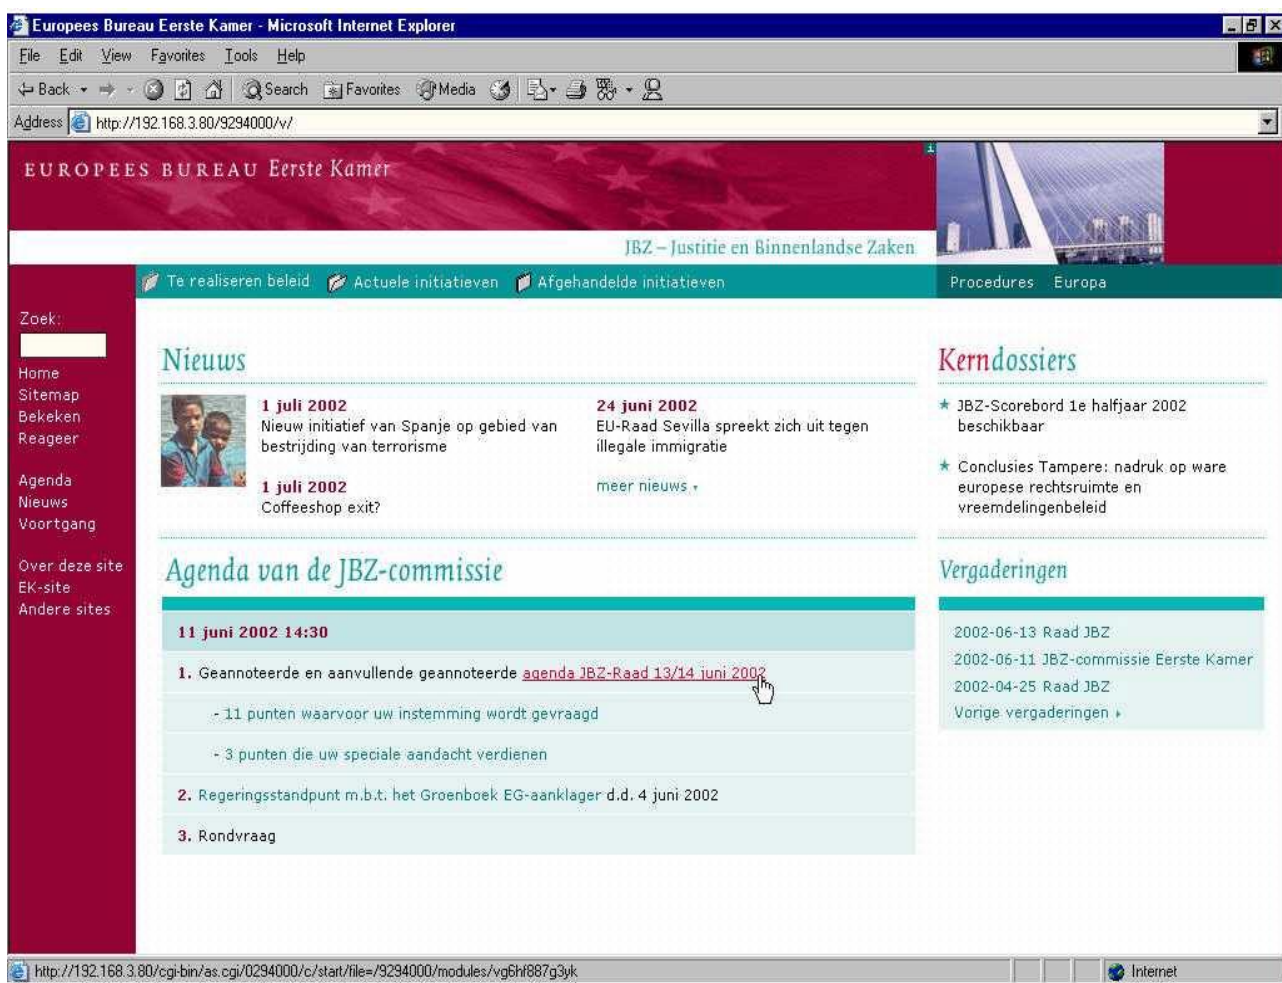 Europees Bureau Eerste Kamer - Microsoft Internet Explorer
File Edit View Favorites Tools Help
Back Search Favorites Media
Address http://192.168.3.80/9294000/v/
EUROPEES BUREAU Eerste Kamer
JBZ – Justitie en Binnenlandse Zaken
Te realiseren beleid Actuele initiatieven Afgehandelde initiatieven
Procedures Europa
Zoek:
Home
Sitemap
Bekeken
Reageer
Agenda
Nieuws
Voortgang
Over deze site
EK-site
Andere sites
Nieuws
1 juli 2002
Nieuw initiatief van Spanje op gebied van
bestrijding van terrorisme
1 juli 2002
Coffeeshop exit?
24 juni 2002
EU-Raad Sevilla spreekt zich uit tegen
illegale immigratie
meer nieuws
Agenda van de JBZ-commissie
11 juni 2002 14:30
1. Geannoteerde en aanvullende geannoteerde agenda JBZ-Raad 13/14 juni 2002
- 11 punten waarvoor uw instemming wordt gevraagd
- 3 punten die uw speciale aandacht verdienen
2. Regeringsstandpunt m.b.t. het Groenboek EG-aanklager d.d. 4 juni 2002
3. Rondvraag
Kerndossiers
JBZ-Scorebord 1e halfjaar 2002
beschikbaar
Conclusies Tampere: nadruk op ware
europese rechtsruimte en
vreemdelingenbeleid
Vergaderingen
2002-06-13 Raad JBZ
2002-06-11 JBZ-commissie Eerste Kamer
2002-04-25 Raad JBZ
Vorige vergaderingen
http://192.168.3.80/cgi-bin/as.cgi/0294000/c/start/file=/9294000/modules/vg6hf887g3yk
Internet